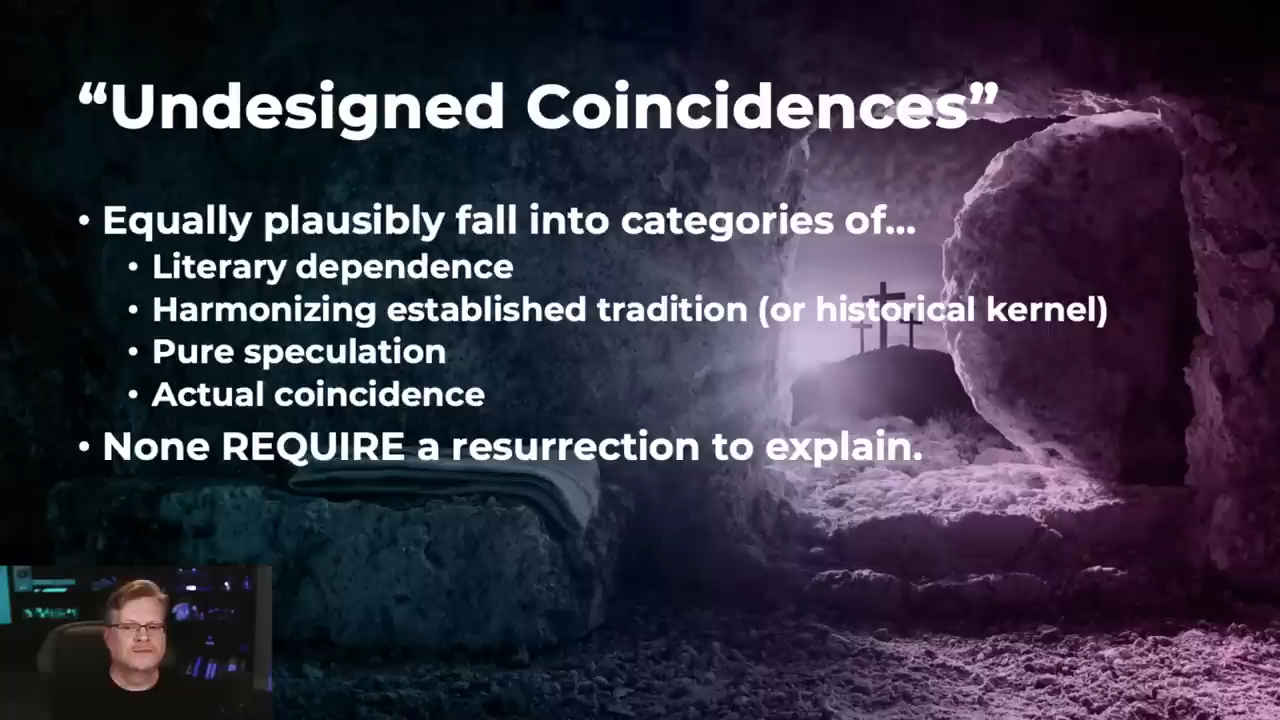 “Undesigned Coincidences”
• Equally plausibly fall into categories of...
• Literary dependence
• Harmonizing established tradition (or historical kernel)
• Pure speculation
• Actual coincidence
• None REQUIRE a resurrection to explain.